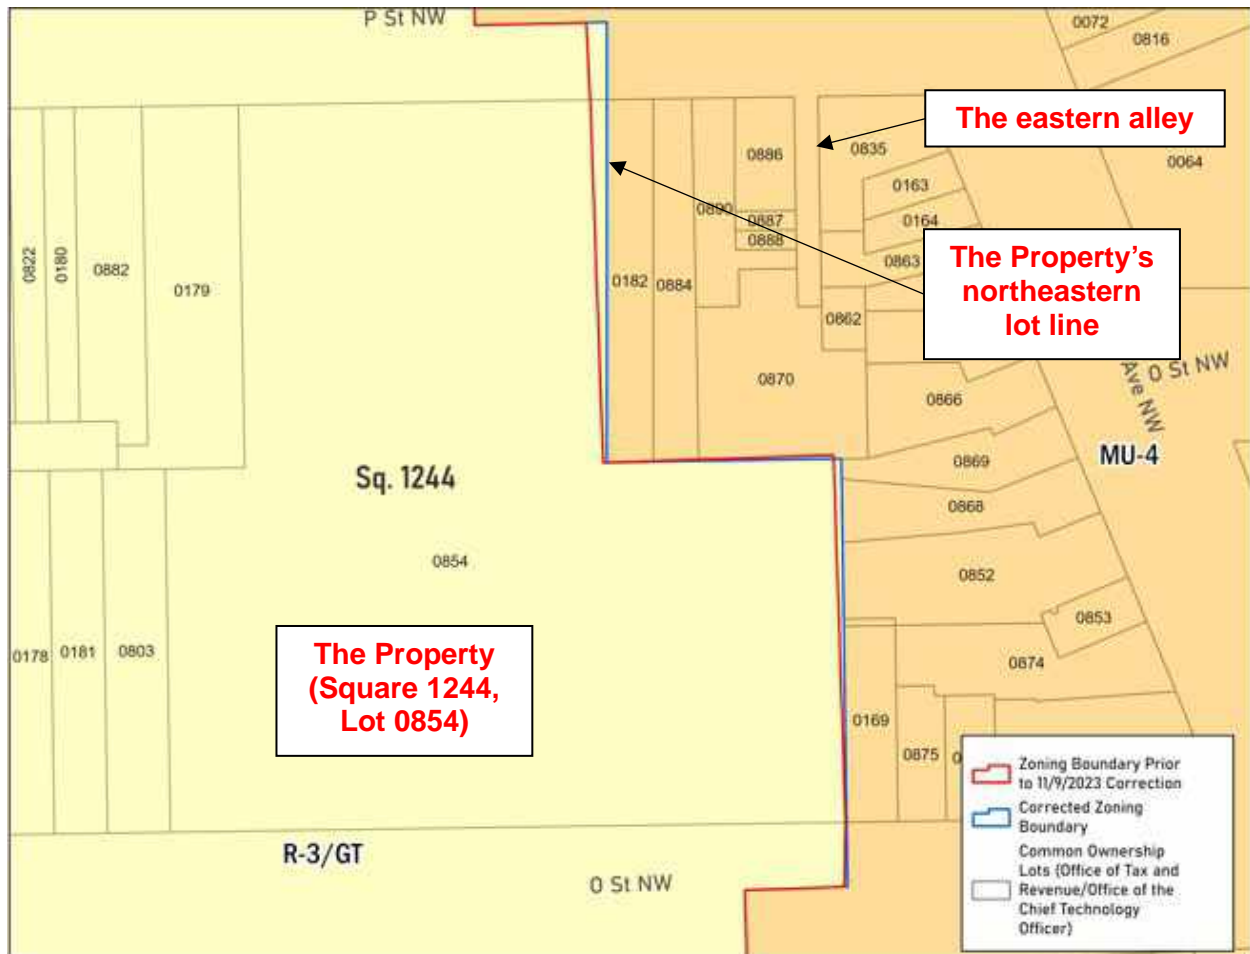 P St NW
0072
0816
The eastern alley
0886
0835
0064
0163
0887
0890
0164
0888
0822
0180
0882
0179
0182
0884
0863
The Property's
northeastern
lot line
0862
0870
0866
O St NW
Ave NW
0869
MU-4
Sq. 1244
0868
0854
0852
0853
0178
0181
0803
The Property
(Square 1244,
Lot 0854)
0874
0169
0875
Zoning Boundary Prior
to 11/9/2023 Correction
Corrected Zoning
Boundary
Common Ownership
Lots (Office of Tax and
Revenue/Office of the
Chief Technology
Officer)
R-3/GT
O St NW